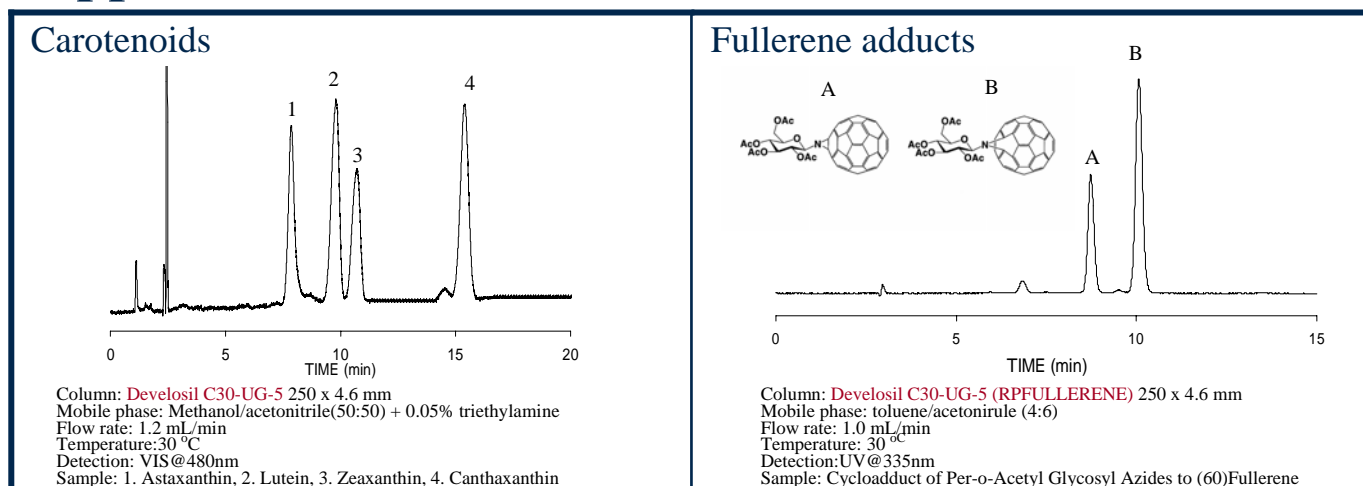 Carotenoids
1
2
3
4
0
5
10
15
20
TIME (min)
Column: Develosil C30-UG-5 250 x 4.6 mm
Mobile phase: Methanol/acetonitrile(50:50) + 0.05% triethylamine
Flow rate: 1.2 mL/min
Temperature:30 °C
Detection: VIS@480nm
Sample: 1. Astaxanthin, 2. Lutein, 3. Zeaxanthin, 4. Canthaxanthin
Fullerene adducts
A
B
OAc
AcO
AcO
OAc
N
O
OAc
AcO
AcO
OAc
N
O
A
B
0
5
10
15
TIME (min)
Column: Develosil C30-UG-5 (RPFULLERENE) 250 x 4.6 mm
Mobile phase: toluene/acetonirule (4:6)
Flow rate: 1.0 mL/min
Temperature: 30 °C
Detection:UV@335nm
Sample: Cycloadduct of Per-o-Acetyl Glycosyl Azides to (60)Fullerene